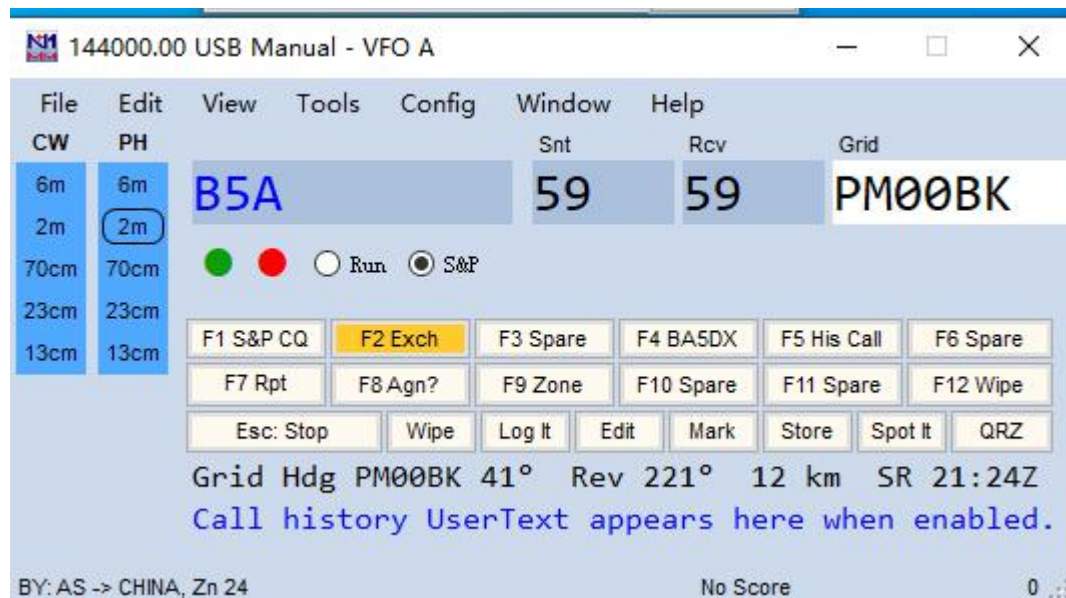 N1
MM
144000.00 USB Manual - VFO A
File Edit View Tools Config Window Help
CW PH Snt Rcv Grid
6m 6m B5A 59 59 PM00BK
2m 2m
70cm 70cm Run S&P
23cm 23cm
13cm 13cm
F1 S&P CQ F2 Exch F3 Spare F4 BA5DX F5 His Call F6 Spare
F7 Rpt F8 Agn? F9 Zone F10 Spare F11 Spare F12 Wipe
Esc: Stop Wipe Log It Edit Mark Store Spot It QRZ
Grid Hdg PM00BK 41° Rev 221° 12 km SR 21:24Z
Call history UserText appears here when enabled.
BY: AS -> CHINA, Zn 24 No Score 0